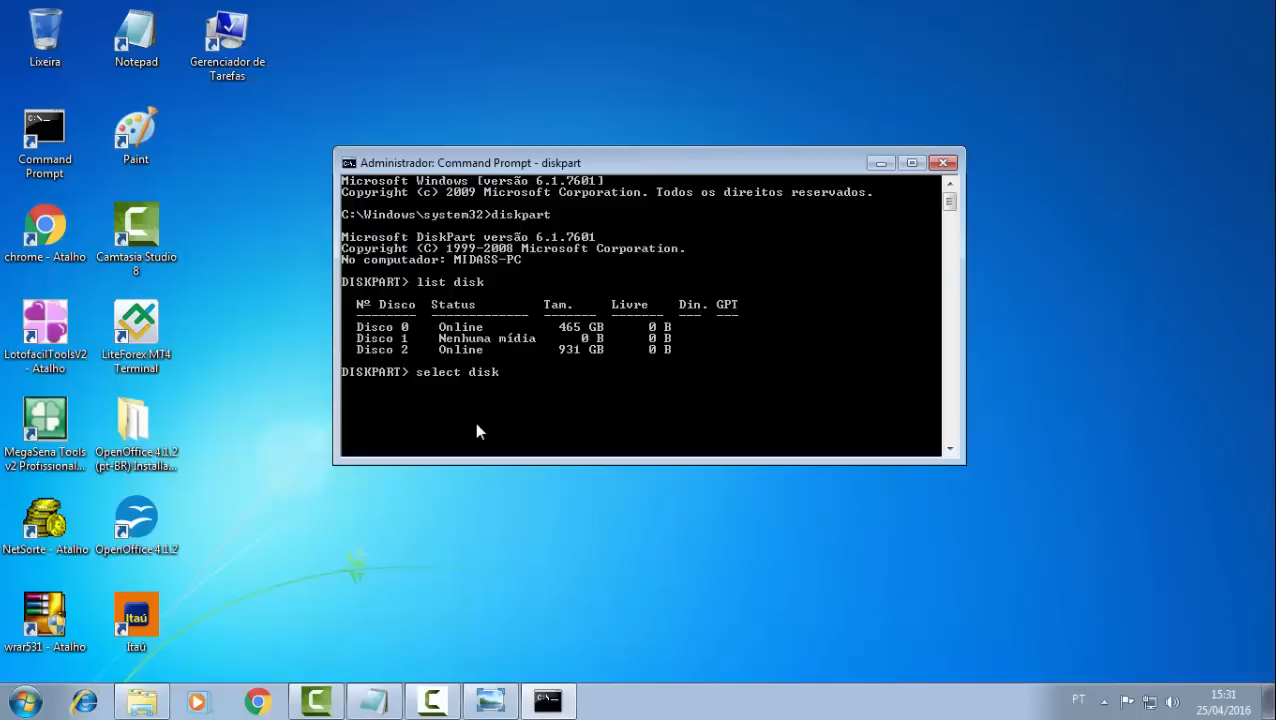 Lixeira
Notepad
Gerenciador de
Tarefas
Command
Prompt
Paint
chrome - Atalho
Camtasia Studio
8
LotofacilToolsv2
- Atalho
LiteForex MT4
Terminal
MegaSena Tools
v2 Profissional...
OpenOffice 4.1.2
(pt-BR) Installa...
NetSorte - Atalho
OpenOffice 4.1.2
wrar531 - Atalho
Itaú
Itaú
Administrador: Command Prompt - diskpart
Microsoft Windows [versão 6.1.7601]
Copyright (c) 2009 Microsoft Corporation. Todos os direitos reservados.
C:\Windows\system32>diskpart
Microsoft DiskPart versão 6.1.7601
Copyright (C) 1999-2008 Microsoft Corporation.
No computador: MIDASS-PC
DISKPART> list disk
Nº Disco Status Tam. Livre Din. GPT
-------- ------------- ------- ------- --- ---
Disco 0 Online 465 GB 0 B
Disco 1 Nenhuma mídia 0 B 0 B
Disco 2 Online 931 GB 0 B
DISKPART> select disk
PT
15:31
25/04/2016